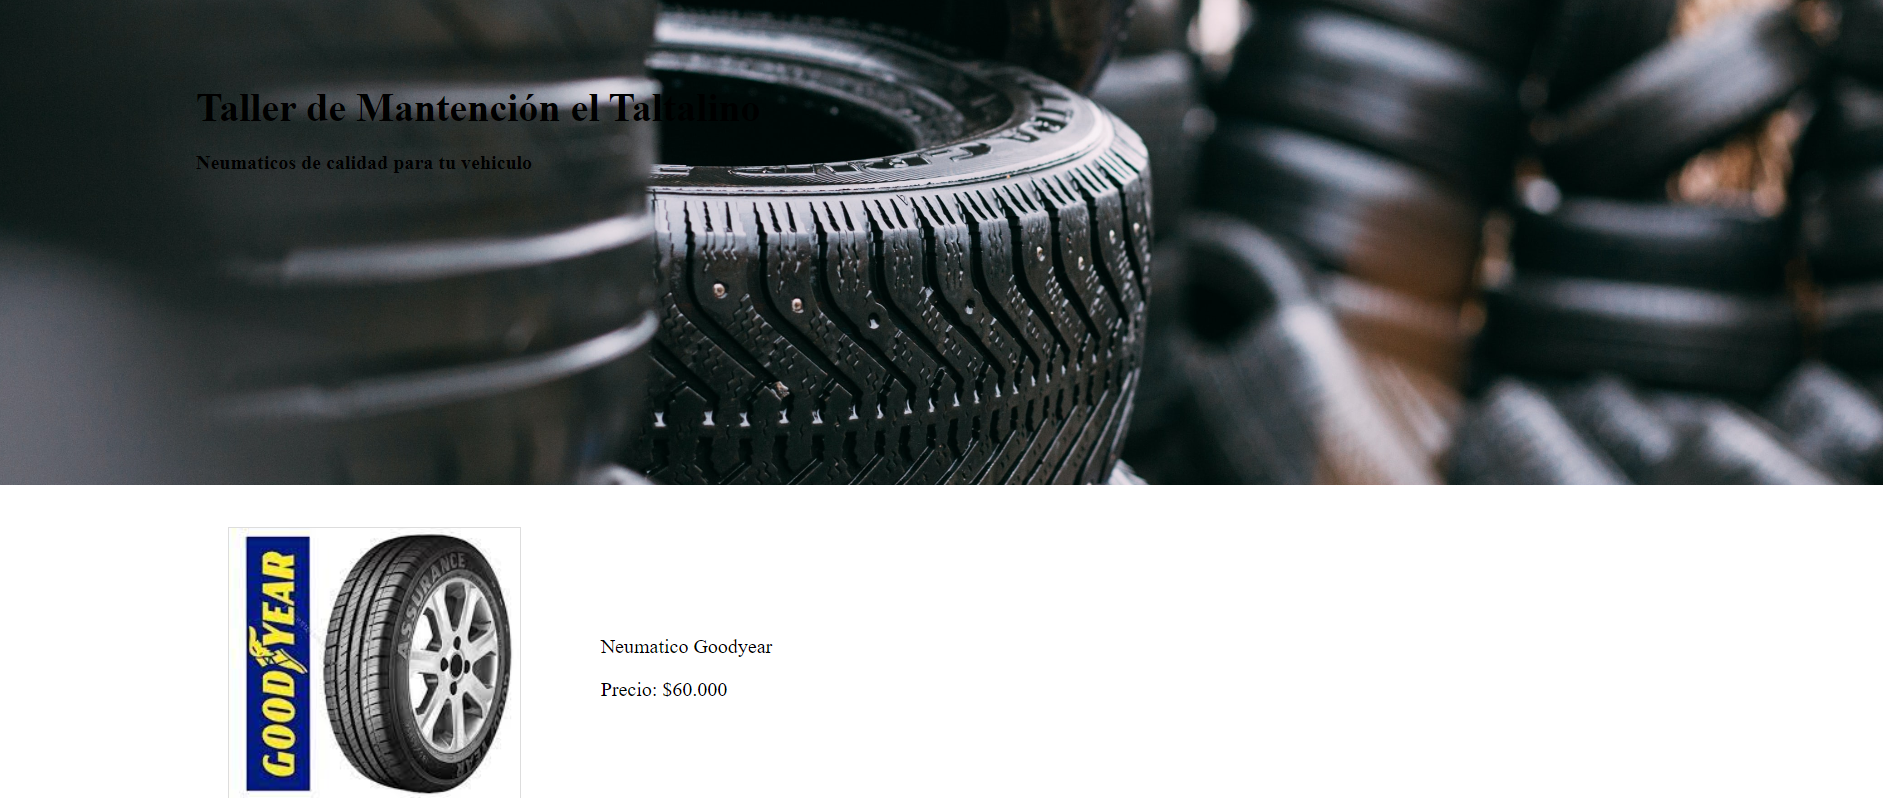 Taller de Mantención el Taltalino
Neumaticos de calidad para tu vehiculo
GOODYEAR
ASSURANCE
Neumatico Goodyear
Precio: $60.000